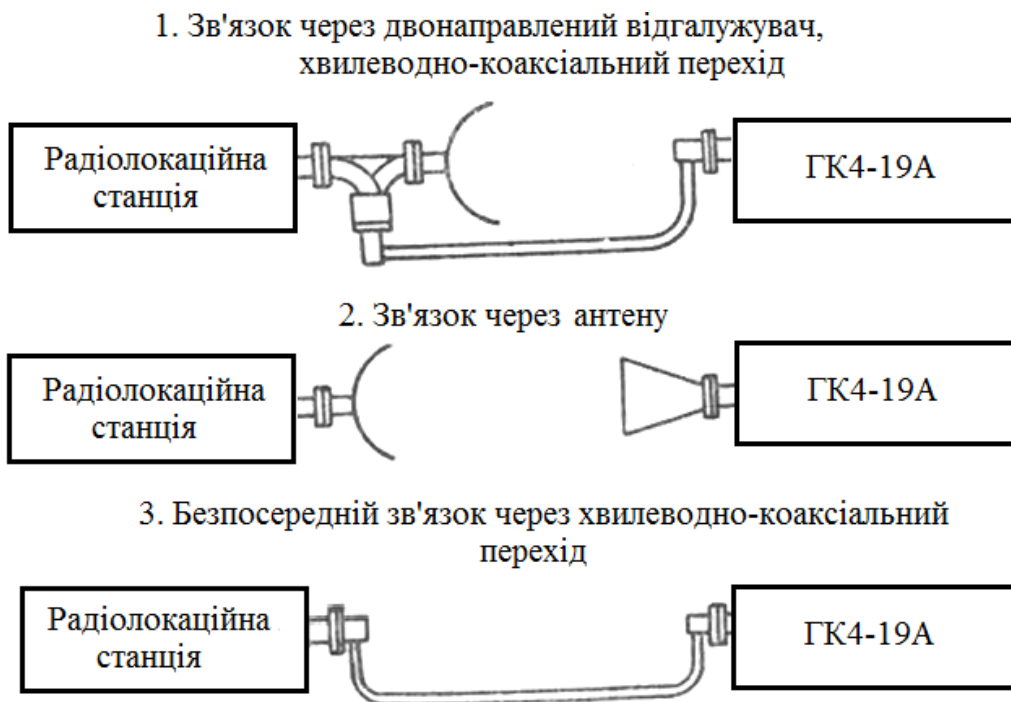 1. Зв'язок через двонаправлений відгалужувач,
хвилеводно-коаксіальний перехід
Радіолокаційна
станція
ГК4-19А
2. Зв'язок через антену
Радіолокаційна
станція
ГК4-19А
3. Безпосередній зв'язок через хвилеводно-коаксіальний
перехід
Радіолокаційна
станція
ГК4-19А